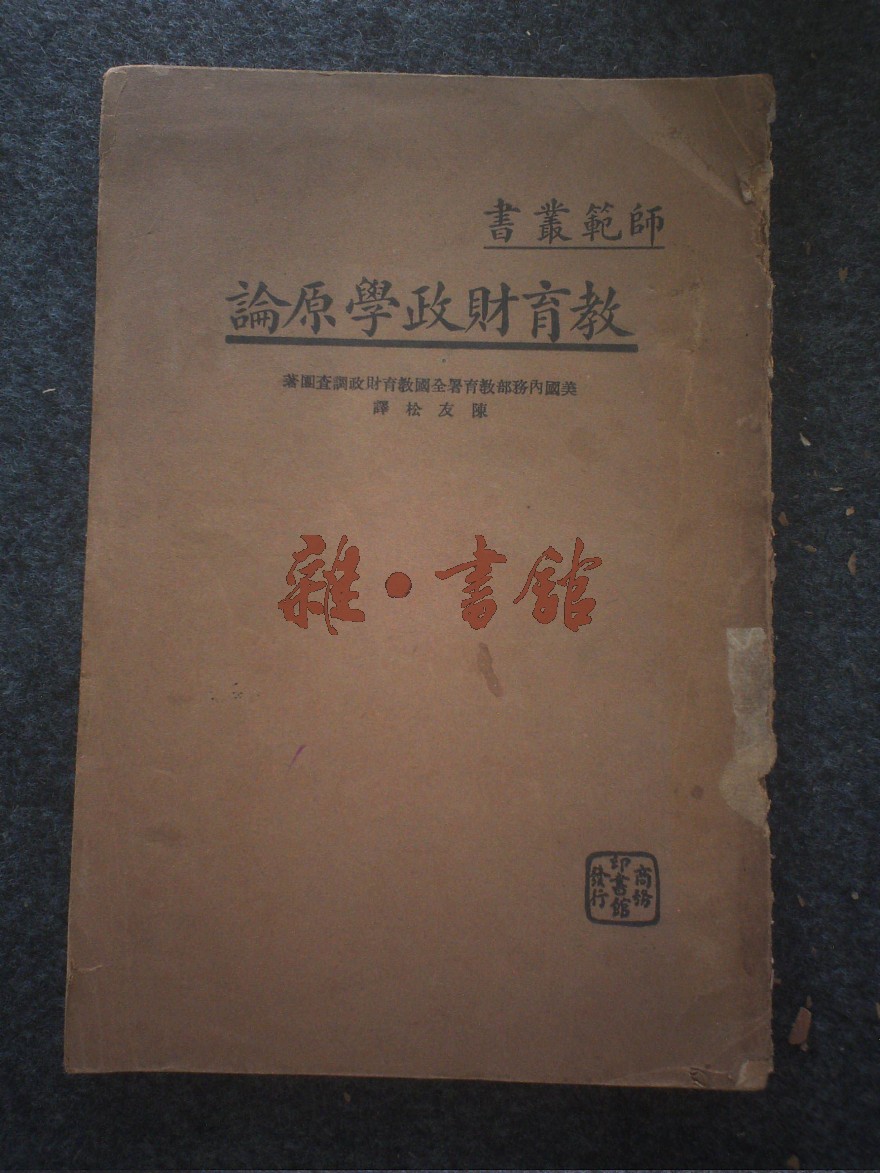 師範叢書
教育財政學原論
美國內務部教育署全國教育財政調查團著
陳友松譯
雜·書館
商務
印書館
發行